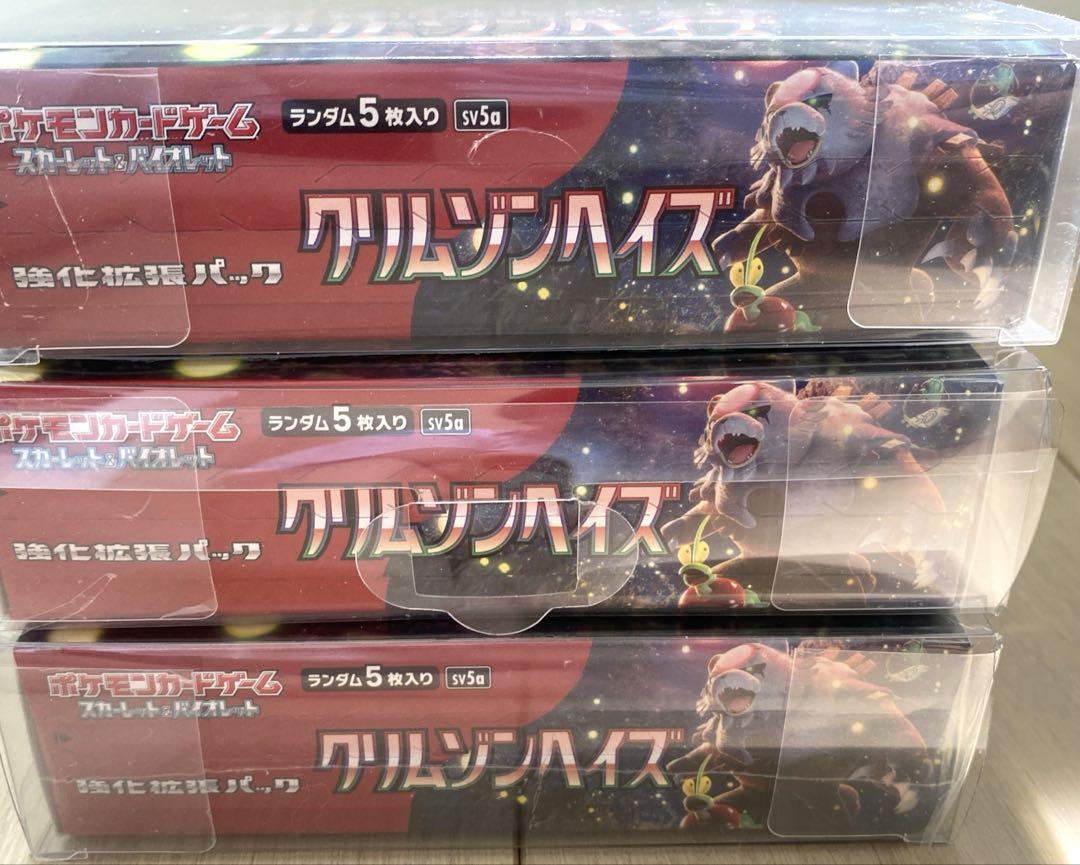 ポケモンカードゲーム
スカーレット&バイオレット
ランダム5枚入り sv5a
クリムゾンヘイズ
強化拡張パック
ポケモンカードゲーム
スカーレット&バイオレット
ランダム5枚入り sv5a
クリムゾンヘイズ
強化拡張パック
ポケモンカードゲーム
スカーレット&バイオレット
ランダム5枚入り sv5a
クリムゾンヘイズ
強化拡張パック